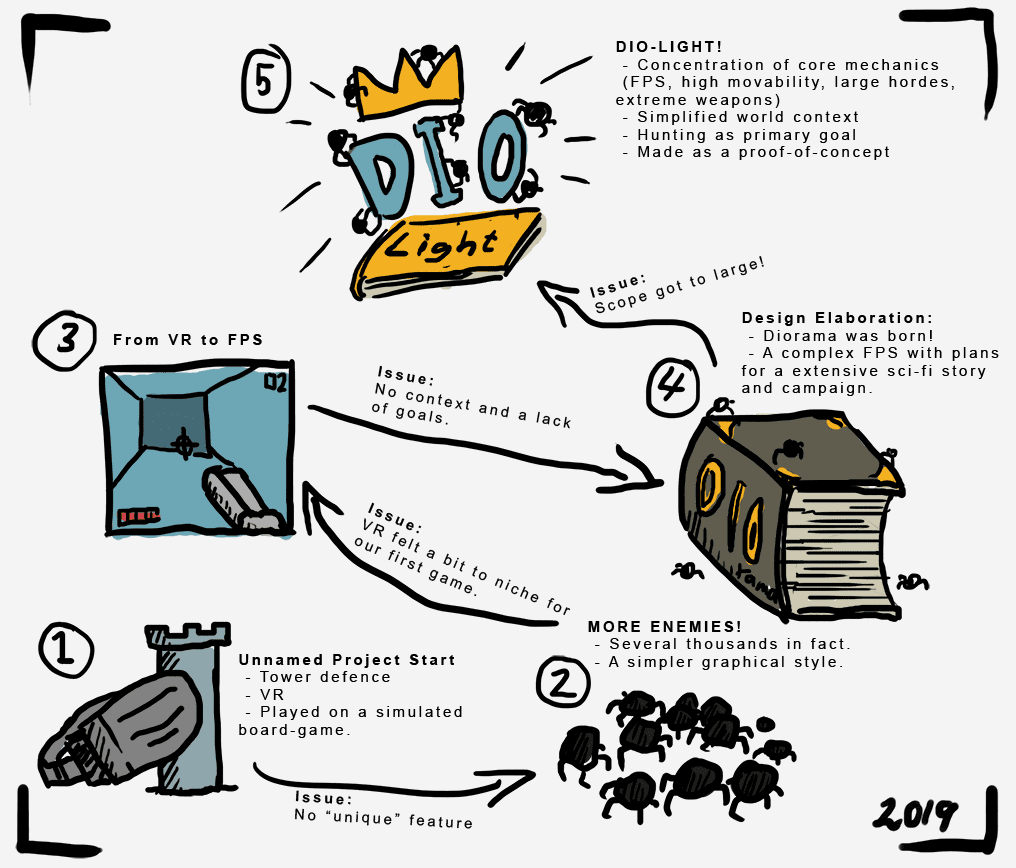 5
DIO
Light
DIO-LIGHT!
- Concentration of core mechanics
(FPS, high movability, large hordes,
extreme weapons)
- Simplified world context
- Hunting as primary goal
- Made as a proof-of-concept
Issue:
Scope got to large!
3
From VR to FPS
02
Issue:
No context and a lack
of goals.
4
Design Elaboration:
- Diorama was born!
- A complex FPS with plans
for a extensive sci-fi story
and campaign.
DIO
rama
Issue:
VR felt a bit to niche for
our first game.
1
Unnamed Project Start
- Tower defence
- VR
- Played on a simulated
board-game.
Issue:
No “unique” feature
2
MORE ENEMIES!
- Several thousands in fact.
- A simpler graphical style.
2019